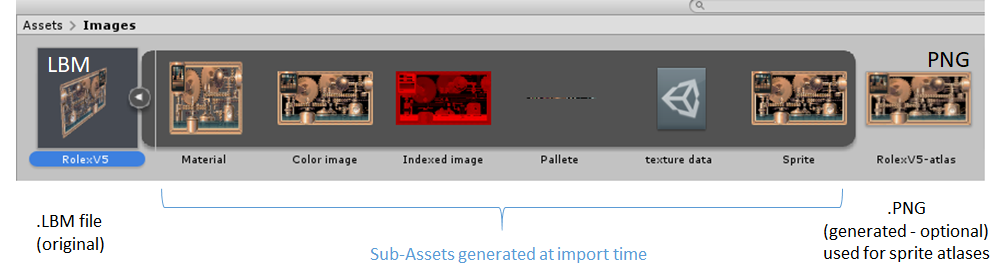 Assets > Images
LBM
PNG
RolexV5
Material
Color image
Indexed image
Pallete
texture data
Sprite
RolexV5-atlas
.LBM file
(original)
Sub-Assets generated at import time
.PNG
(generated - optional)
used for sprite atlases